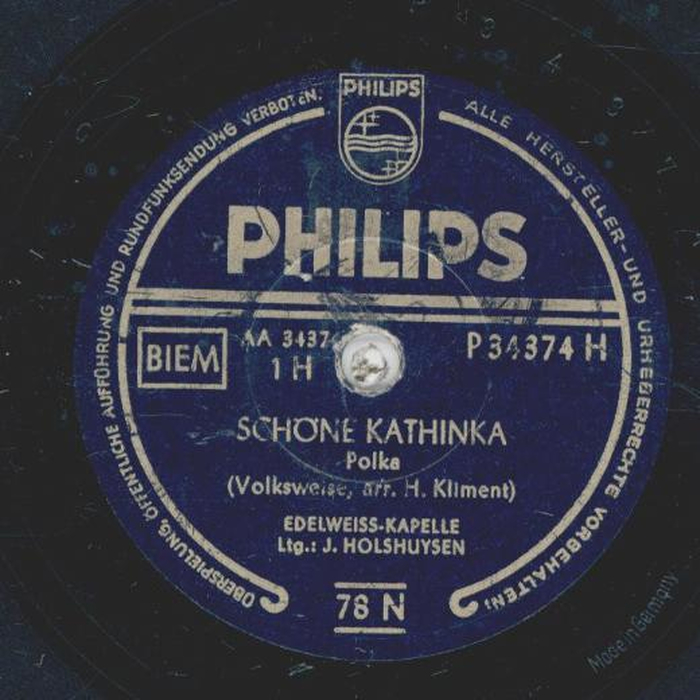 PHILIPS
ALLE HERSTELLER- UND URHEBERRECHTE VORBEHALTEN;
ÜBERSPIELUNG, ÖFFENTLICHE AUFFÜHRUNG UND RUNDFUNKSENDUNG VERBOTEN.
PHILIPS
BIEM
AA 3437
1 H
P 34374 H
SCHÖNE KATHINKA
Polka
(Volksweise, arr. H. Kliment)
EDELWEISS-KAPELLE
Ltg.: J. HOLSHUYSEN
78 N
Made in Germany